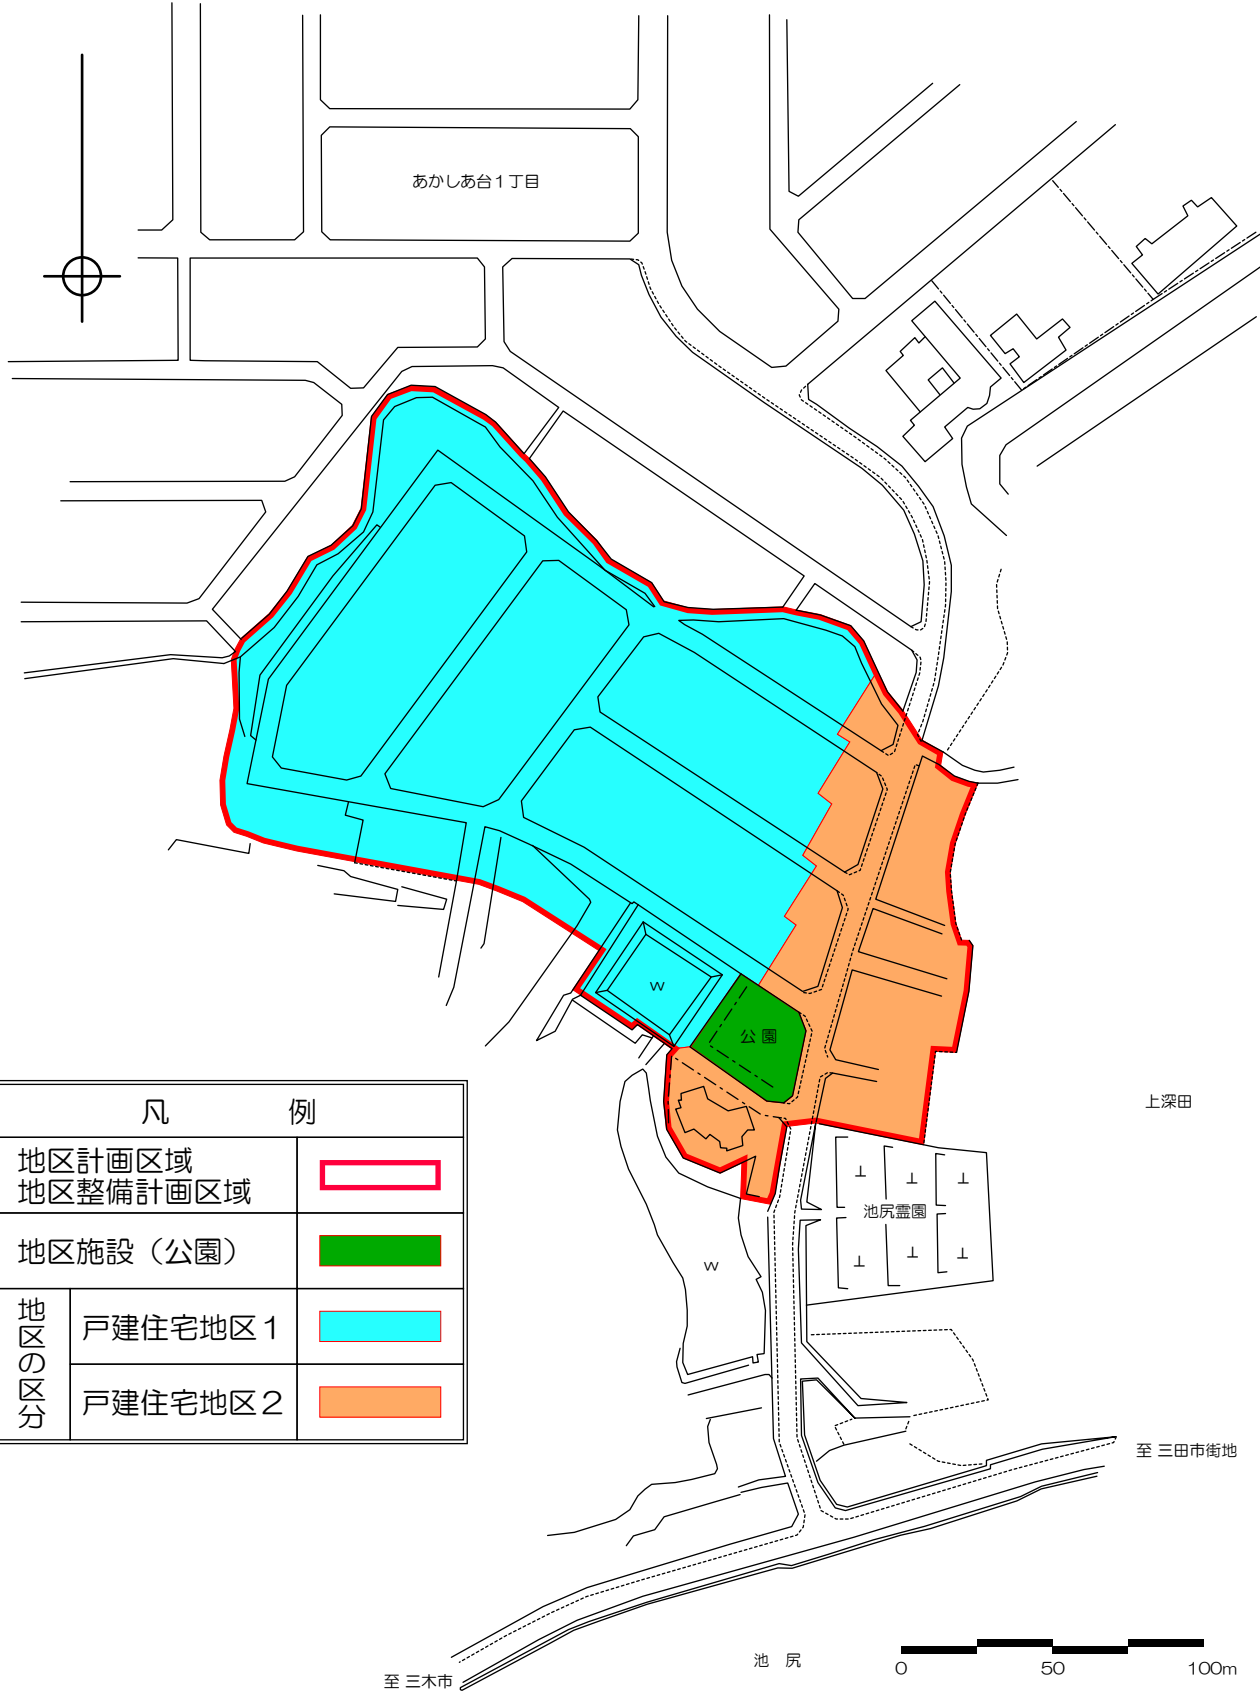 あかしあ台1丁目
W
公園
上深田
凡 例
地区計画区域
地区整備計画区域
地区施設（公園）
地区の区分
戸建住宅地区1
戸建住宅地区2
池尻霊園
W
至 三田市街地
池 尻
至 三木市
0 50 100m